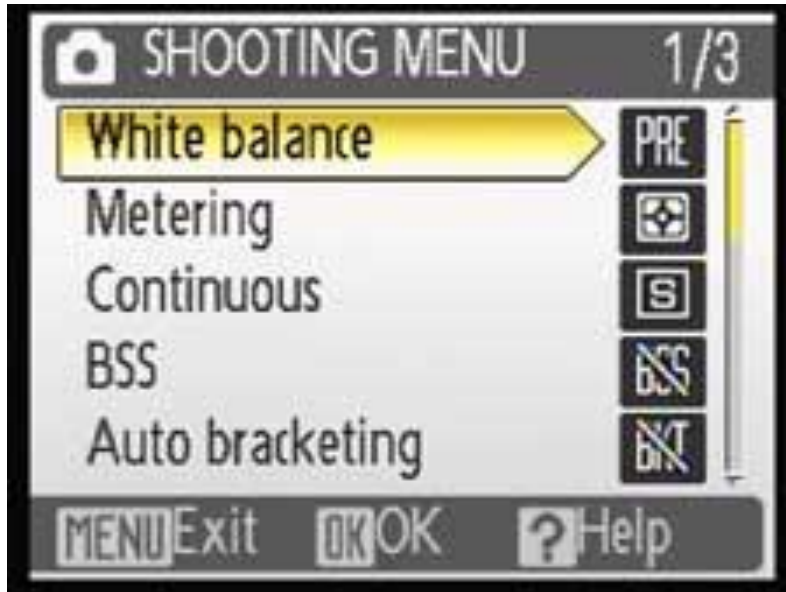 SHOOTING MENU 1/3
White balance PRE
Metering
Continuous S
BSS BSS
Auto bracketing BKT
MENU Exit OK OK ? Help